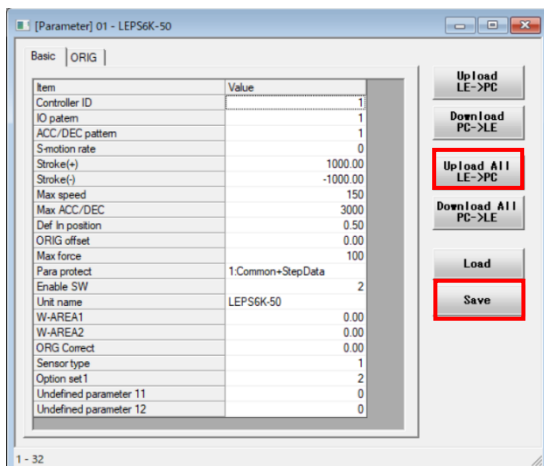 [Parameter] 01 - LEPS6K-50
Basic ORIG
Item Value
Controller ID 1
IO patern 1
ACC/DEC pattern 1
S-motion rate 0
Stroke(+) 1000.00
Stroke(-) -1000.00
Max speed 150
Max ACC/DEC 3000
Def In position 0.50
ORIG offset 0.00
Max force 100
Para protect 1:Common+StepData
Enable SW 2
Unit name LEPS6K-50
W-AREA1 0.00
W-AREA2 0.00
ORG Correct 0.00
Sensor type 1
Option set1 2
Undefined parameter 11 0
Undefined parameter 12 0
Upload
LE->PC
Download
PC->LE
Upload All
LE->PC
Download All
PC->LE
Load
Save
1 - 32